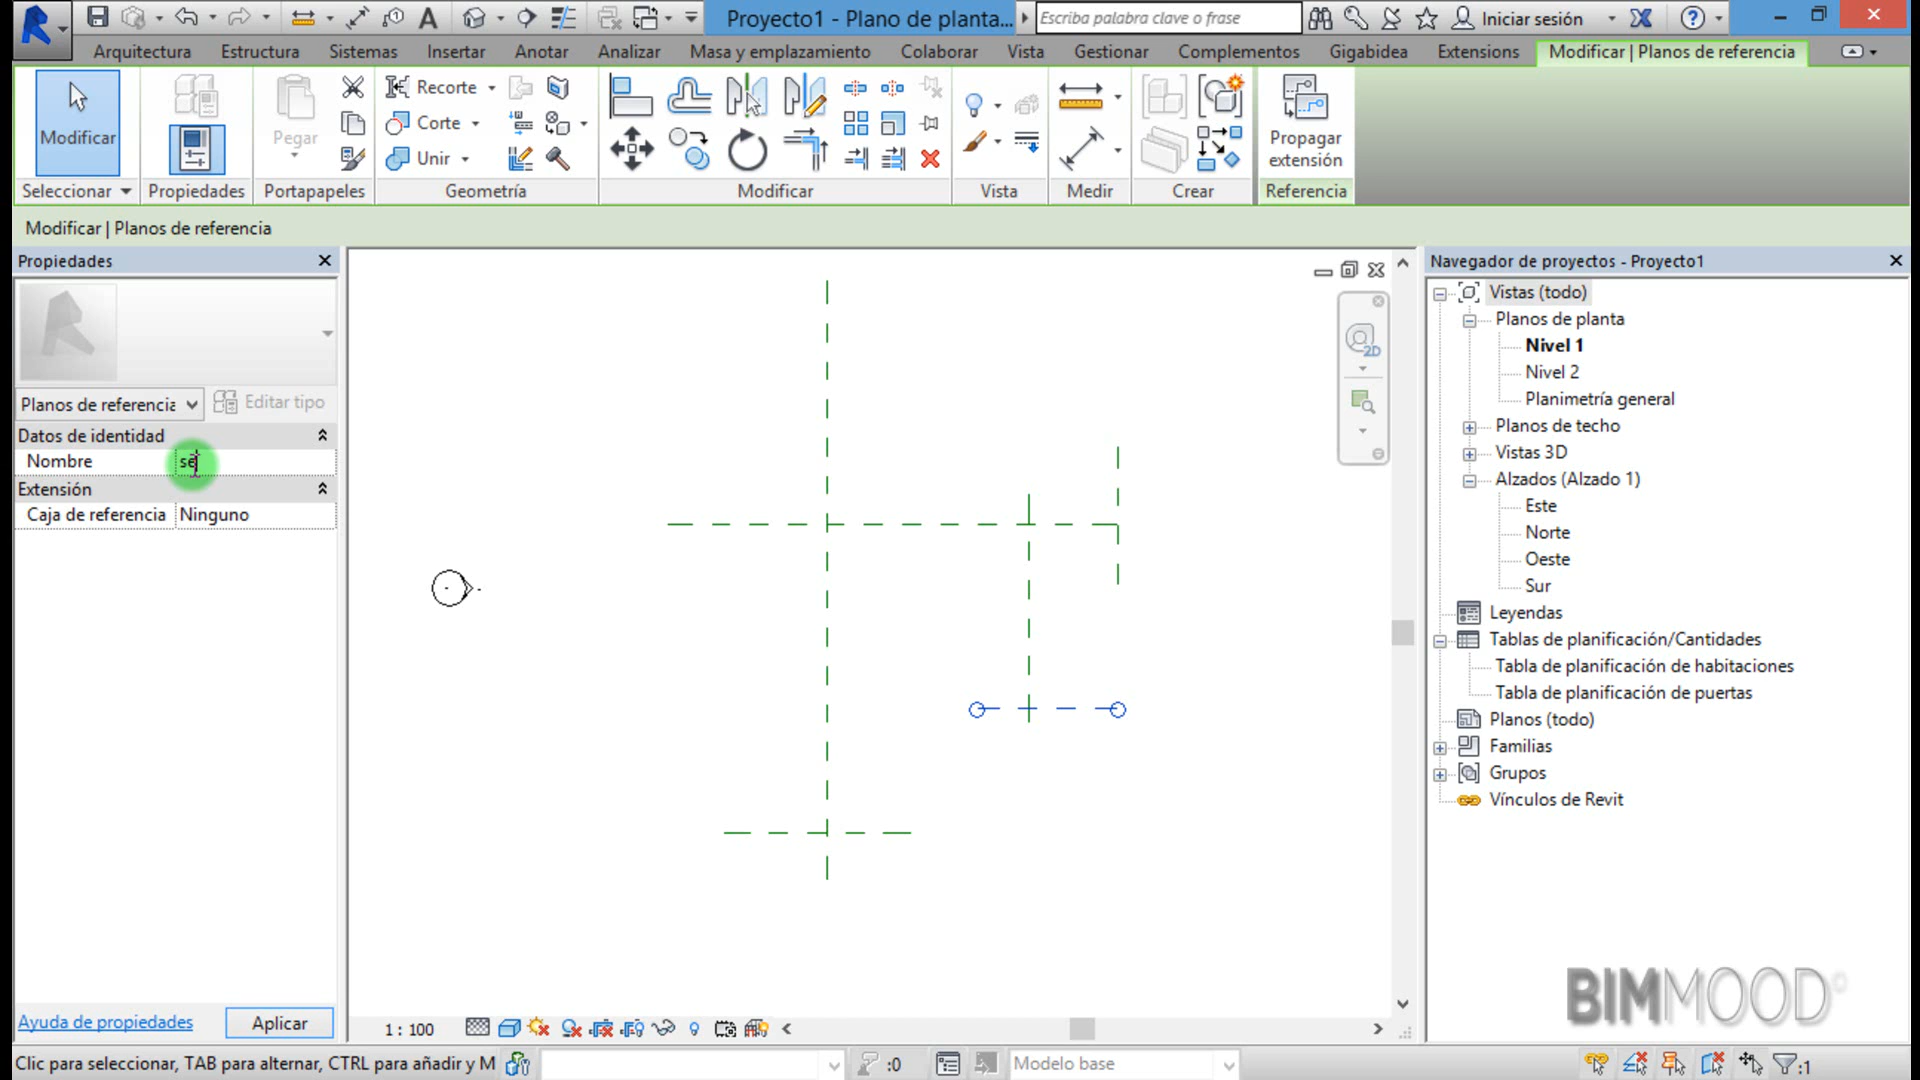 Proyecto1 - Plano de planta...
Escriba palabra clave o frase
Iniciar sesión
Arquitectura Estructura Sistemas Insertar Anotar Analizar Masa y emplazamiento Colaborar Vista Gestionar Complementos Gigabidea Extensions Modificar | Planos de referencia
Modificar
Pegar
Recorte
Corte
Unir
Propagar
extensión
Seleccionar Propiedades Portapapeles Geometría Modificar Vista Medir Crear Referencia
Modificar | Planos de referencia
Propiedades
Planos de referencia Editar tipo
Datos de identidad
Nombre se
Extensión
Caja de referencia Ninguno
Ayuda de propiedades Aplicar
2D
1 : 100
Navegador de proyectos - Proyecto1
Vistas (todo)
Planos de planta
Nivel 1
Nivel 2
Planimetría general
Planos de techo
Vistas 3D
Alzados (Alzado 1)
Este
Norte
Oeste
Sur
Leyendas
Tablas de planificación/Cantidades
Tabla de planificación de habitaciones
Tabla de planificación de puertas
Planos (todo)
Familias
Grupos
Vínculos de Revit
BIMMOOD
Clic para seleccionar, TAB para alternar, CTRL para añadir y M
:0
Modelo base
:1